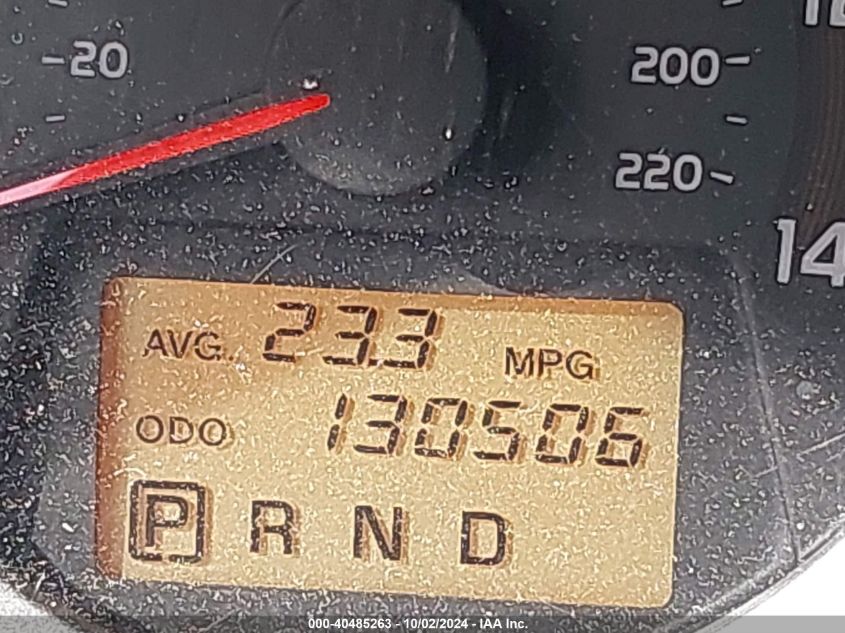 20
200
220
14
AVG. 23.3 MPG
ODO 130506
P R N D
000-40485263 - 10/02/2024 - IAA Inc.